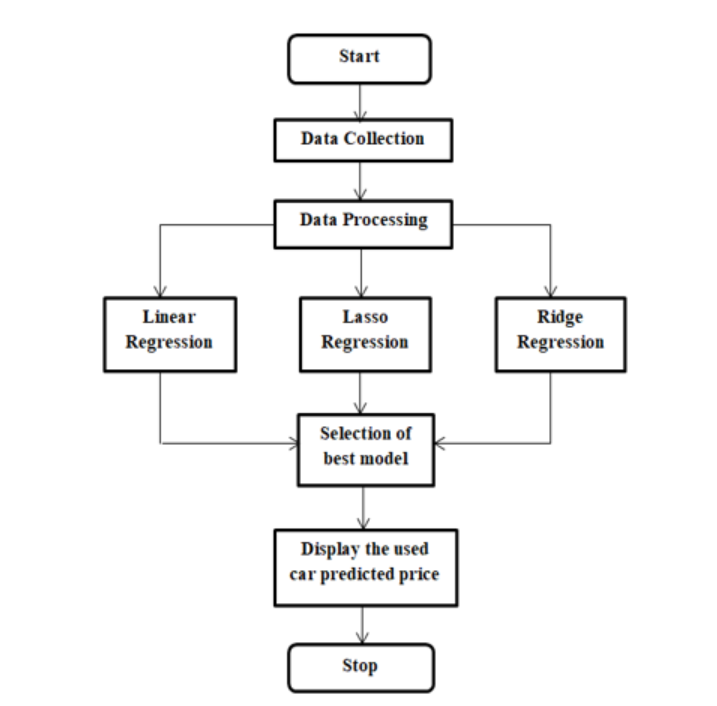 Start
Data Collection
Data Processing
Linear
Regression
Lasso
Regression
Ridge
Regression
Selection of
best model
Display the used
car predicted price
Stop